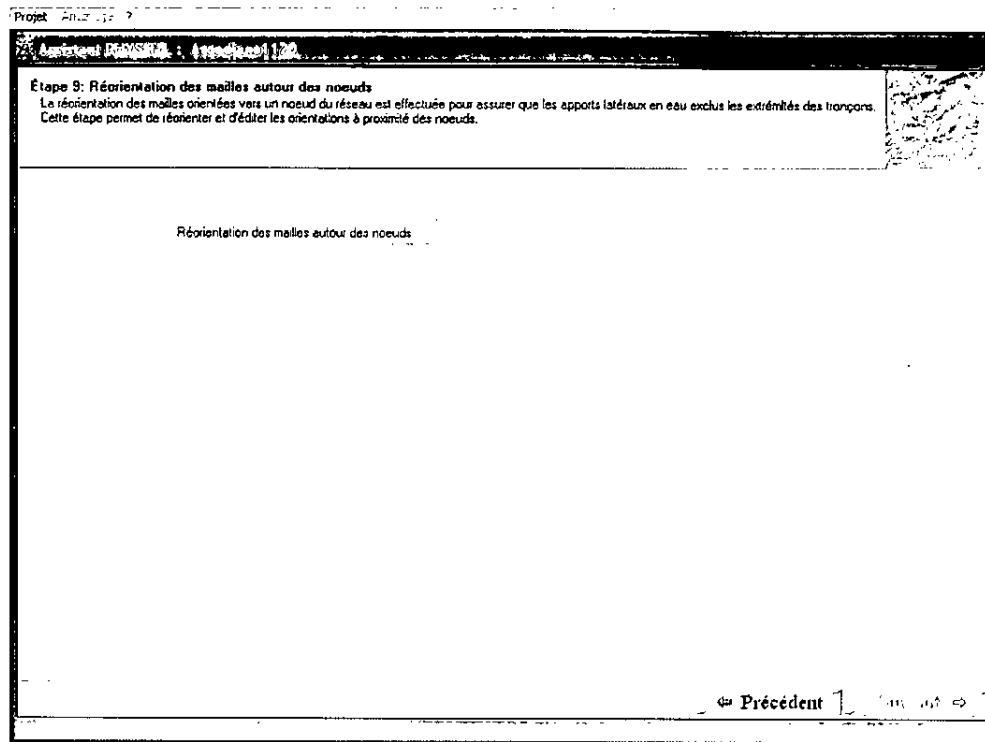 Projet ?
Assistant PHYSITEL :
Étape 9: Réorientation des mailles autour des noeuds
La réorientation des mailles orientées vers un noeud du réseau est effectuée pour assurer que les apports latéraux en eau exclus les extrémités des tronçons.
Cette étape permet de réorienter et d'éditer les orientations à proximité des noeuds.
Réorientation des mailles autour des noeuds
⇦ Précédent ⇨